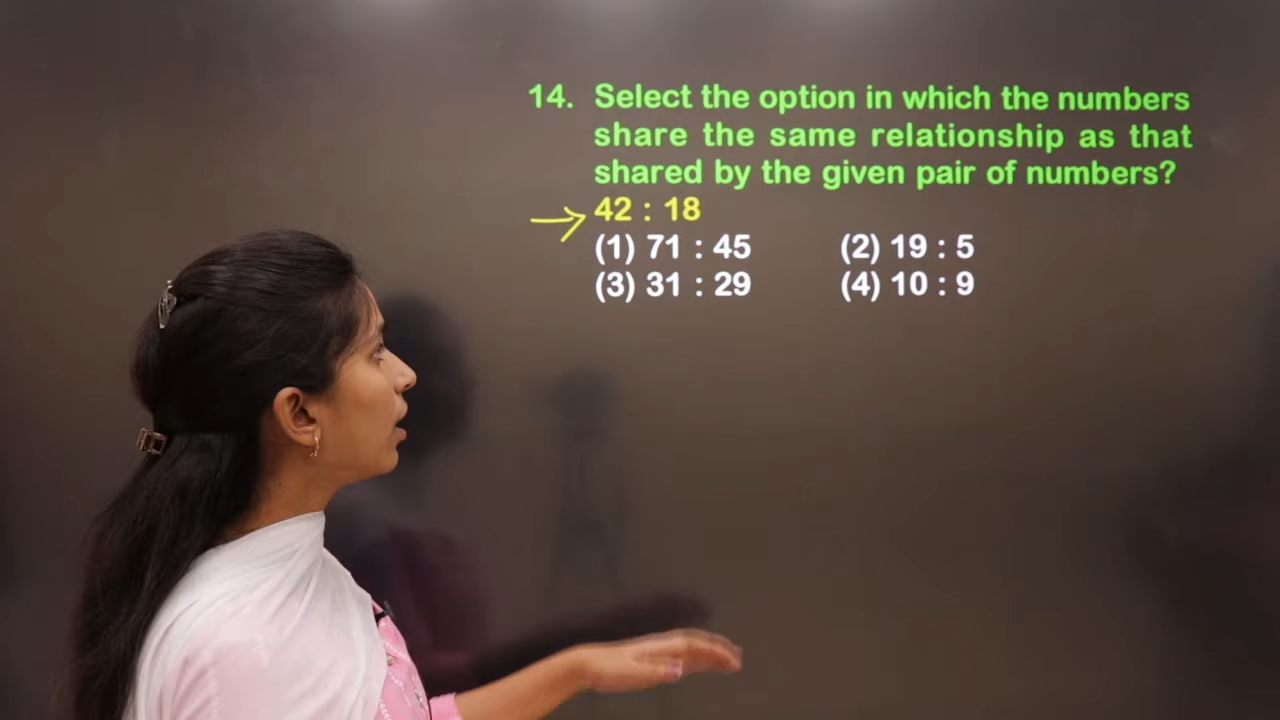 14. Select the option in which the numbers
share the same relationship as that
shared by the given pair of numbers?
42 : 18
(1) 71 : 45 (2) 19 : 5
(3) 31 : 29 (4) 10 : 9